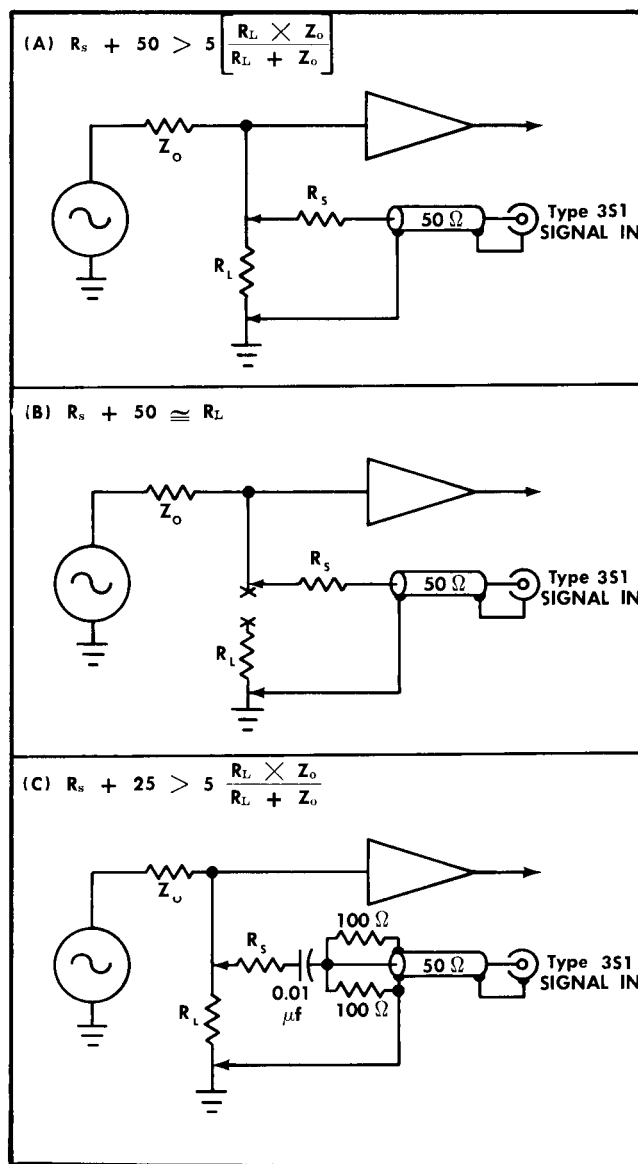 (A) Rs + 50 > 5 [RL × Zo / RL + Zo]
Zo
Rs
50 Ω
Type 3S1
SIGNAL IN
RL
(B) Rs + 50 ≅ RL
Zo
Rs
50 Ω
Type 3S1
SIGNAL IN
RL
(C) Rs + 25 > 5 RL × Zo / RL + Zo
Zo
100 Ω
Rs
50 Ω
Type 3S1
SIGNAL IN
0.01
μf
100 Ω
RL